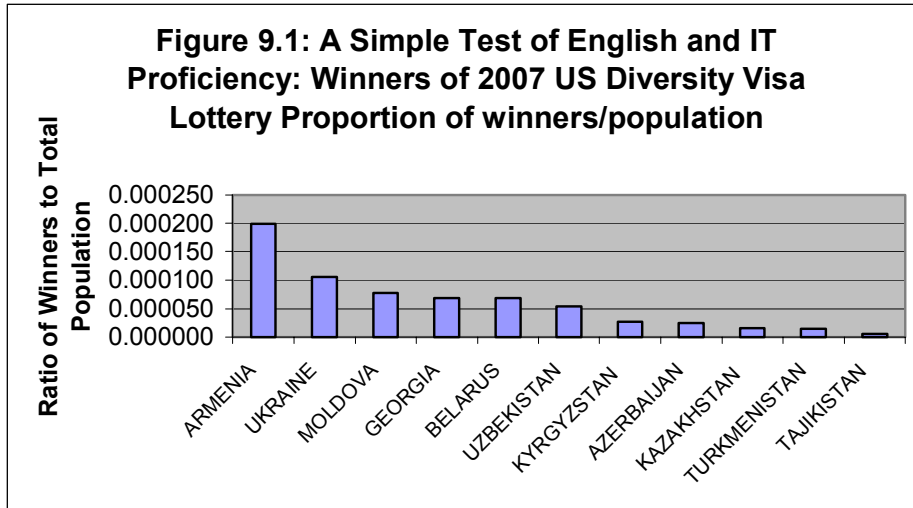 Figure 9.1: A Simple Test of English and IT
Proficiency: Winners of 2007 US Diversity Visa
Lottery Proportion of winners/population
Ratio of Winners to Total
Population
0.000250
0.000200
0.000150
0.000100
0.000050
0.000000
ARMENIA
UKRAINE
MOLDOVA
GEORGIA
BELARUS
UZBEKISTAN
KYRGYZSTAN
AZERBAIJAN
KAZAKHSTAN
TURKMENISTAN
TAJIKISTAN